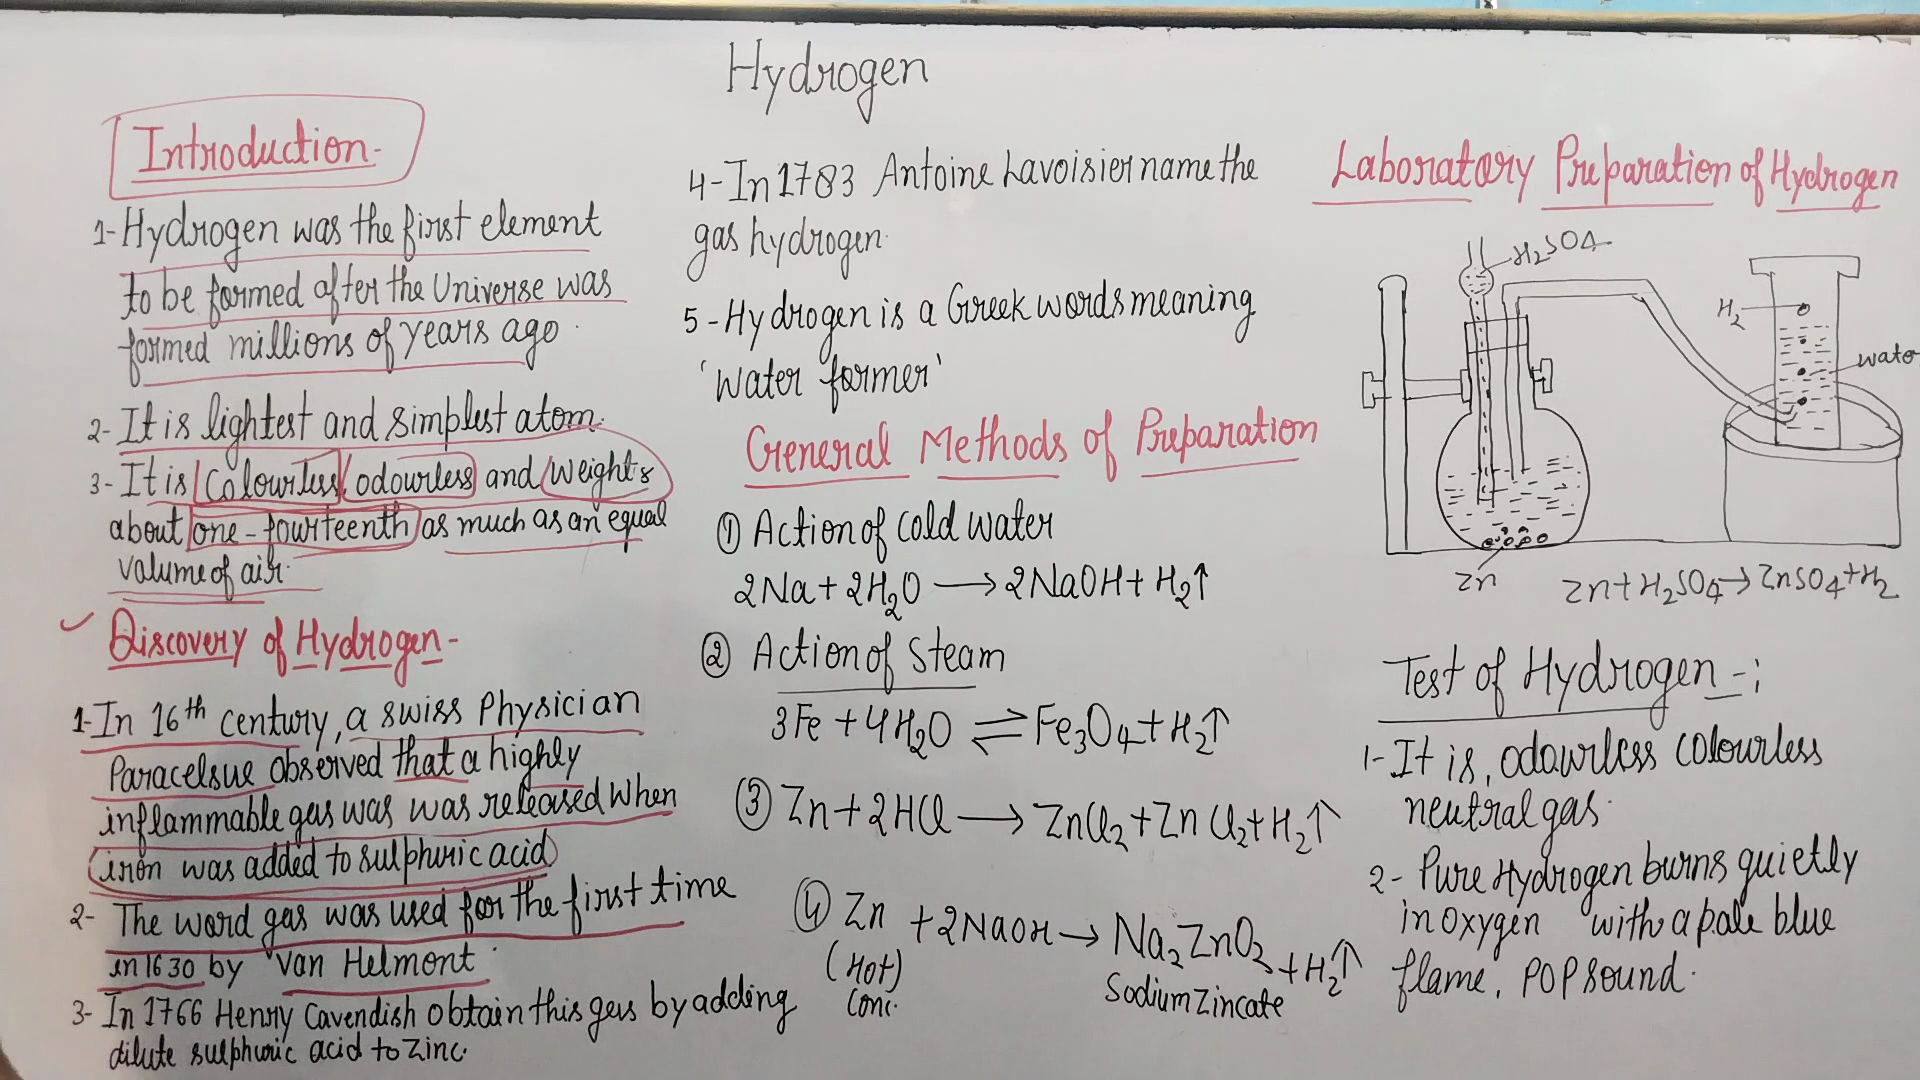 Hydrogen
Introduction-
1-Hydrogen was the first element
to be formed after the Universe was
formed millions of years ago.
2- It is lightest and simplest atom.
3- It is Colourless, odourless and Weights
about one-fourteenth as much as an equal
valume of air.
Discovery of Hydrogen-
1-In 16th century, a swiss Physician
Paracelsue observed that a highly
inflammable gas was was released when
iron was added to sulphuric acid
2- The word gas was used for the first time
in 1630 by Van Helmont
3- In 1766 Henry Cavendish obtain this gas by adding
dilute sulphuric acid to zinc.
4-In 1783 Antoine Lavoisier name the
gas hydrogen.
5-Hydrogen is a Greek words meaning
'water former'
General Methods of Preparation
① Action of cold water
2Na + 2H₂O → 2NaOH + H₂↑
② Action of Steam
3Fe + 4H₂O ⇌ Fe₃O₄ + H₂↑
③ Zn + 2HCl → ZnCl₂ + ZnCl₂ + H₂↑
④ Zn + 2NaOH → Na₂ZnO₂ + H₂↑
(Hot)
Conc.
Sodium Zincate
Laboratary Preparation of Hydrogen
H₂SO₄
H₂
wate
Zn
Zn + H₂SO₄ → ZnSO₄ + H₂
Test of Hydrogen -:
1- It is, odourless colourless
neutral gas.
2- Pure Hydrogen burns quietly
in oxygen with a pale blue
flame, POP sound.